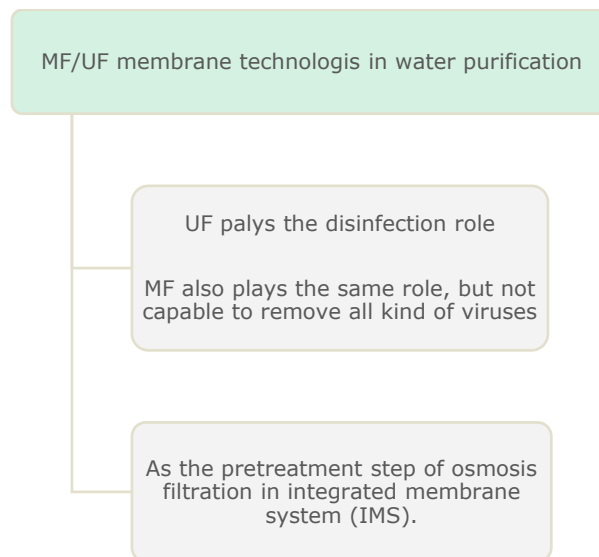 MF/UF membrane technologis in water purification
UF palys the disinfection role
MF also plays the same role, but not
capable to remove all kind of viruses
As the pretreatment step of osmosis
filtration in integrated membrane
system (IMS).